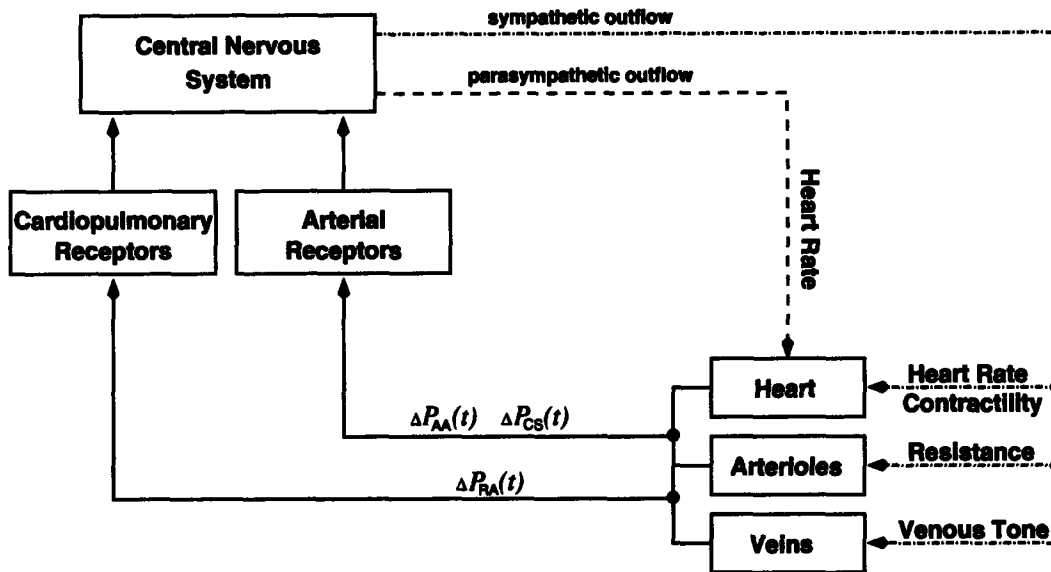 sympathetic outflow
Central Nervous
System
parasympathetic outflow
Heart Rate
Cardiopulmonary
Receptors
Arterial
Receptors
Heart
Heart Rate
Contractility
ΔP_AA(t) ΔP_CS(t)
Arterioles
Resistance
ΔP_RA(t)
Veins
Venous Tone